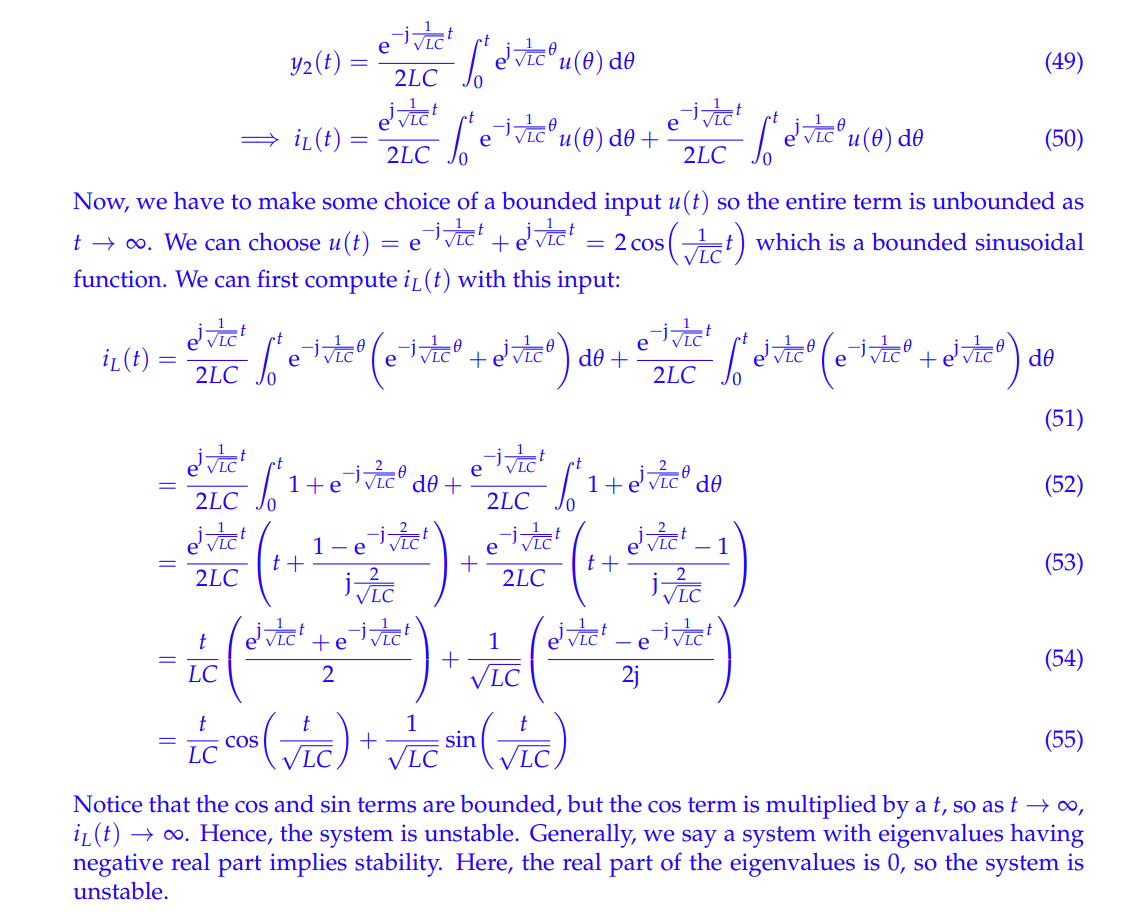 $y_2(t) = \frac{e^{-j\frac{1}{\sqrt{LC}}t}}{2LC} \int_0^t e^{j\frac{1}{\sqrt{LC}}\theta} u(\theta)\, d\theta$ (49)
$\implies i_L(t) = \frac{e^{j\frac{1}{\sqrt{LC}}t}}{2LC} \int_0^t e^{-j\frac{1}{\sqrt{LC}}\theta} u(\theta)\, d\theta + \frac{e^{-j\frac{1}{\sqrt{LC}}t}}{2LC} \int_0^t e^{j\frac{1}{\sqrt{LC}}\theta} u(\theta)\, d\theta$ (50)
Now, we have to make some choice of a bounded input $u(t)$ so the entire term is unbounded as
$t \to \infty$. We can choose $u(t) = e^{-j\frac{1}{\sqrt{LC}}t} + e^{j\frac{1}{\sqrt{LC}}t} = 2\cos\left(\frac{1}{\sqrt{LC}}t\right)$ which is a bounded sinusoidal
function. We can first compute $i_L(t)$ with this input:
$i_L(t) = \frac{e^{j\frac{1}{\sqrt{LC}}t}}{2LC} \int_0^t e^{-j\frac{1}{\sqrt{LC}}\theta} \left( e^{-j\frac{1}{\sqrt{LC}}\theta} + e^{j\frac{1}{\sqrt{LC}}\theta} \right) d\theta + \frac{e^{-j\frac{1}{\sqrt{LC}}t}}{2LC} \int_0^t e^{j\frac{1}{\sqrt{LC}}\theta} \left( e^{-j\frac{1}{\sqrt{LC}}\theta} + e^{j\frac{1}{\sqrt{LC}}\theta} \right) d\theta$
(51)
$= \frac{e^{j\frac{1}{\sqrt{LC}}t}}{2LC} \int_0^t 1 + e^{-j\frac{2}{\sqrt{LC}}\theta}\, d\theta + \frac{e^{-j\frac{1}{\sqrt{LC}}t}}{2LC} \int_0^t 1 + e^{j\frac{2}{\sqrt{LC}}\theta}\, d\theta$ (52)
$= \frac{e^{j\frac{1}{\sqrt{LC}}t}}{2LC} \left( t + \frac{1 - e^{-j\frac{2}{\sqrt{LC}}t}}{j\frac{2}{\sqrt{LC}}} \right) + \frac{e^{-j\frac{1}{\sqrt{LC}}t}}{2LC} \left( t + \frac{e^{j\frac{2}{\sqrt{LC}}t} - 1}{j\frac{2}{\sqrt{LC}}} \right)$ (53)
$= \frac{t}{LC} \left( \frac{e^{j\frac{1}{\sqrt{LC}}t} + e^{-j\frac{1}{\sqrt{LC}}t}}{2} \right) + \frac{1}{\sqrt{LC}} \left( \frac{e^{j\frac{1}{\sqrt{LC}}t} - e^{-j\frac{1}{\sqrt{LC}}t}}{2j} \right)$ (54)
$= \frac{t}{LC} \cos\left( \frac{t}{\sqrt{LC}} \right) + \frac{1}{\sqrt{LC}} \sin\left( \frac{t}{\sqrt{LC}} \right)$ (55)
Notice that the cos and sin terms are bounded, but the cos term is multiplied by a $t$, so as $t \to \infty$,
$i_L(t) \to \infty$. Hence, the system is unstable. Generally, we say a system with eigenvalues having
negative real part implies stability. Here, the real part of the eigenvalues is 0, so the system is
unstable.